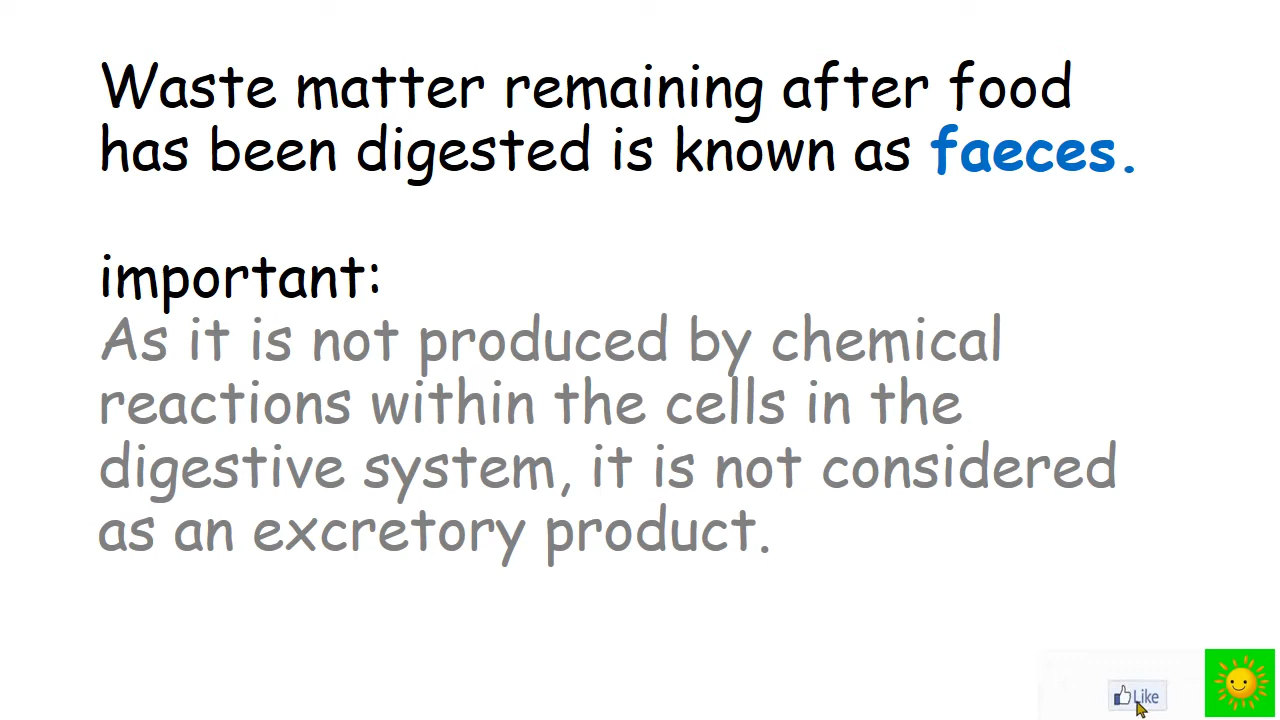 Waste matter remaining after food
has been digested is known as faeces.
important:
As it is not produced by chemical
reactions within the cells in the
digestive system, it is not considered
as an excretory product.
Like